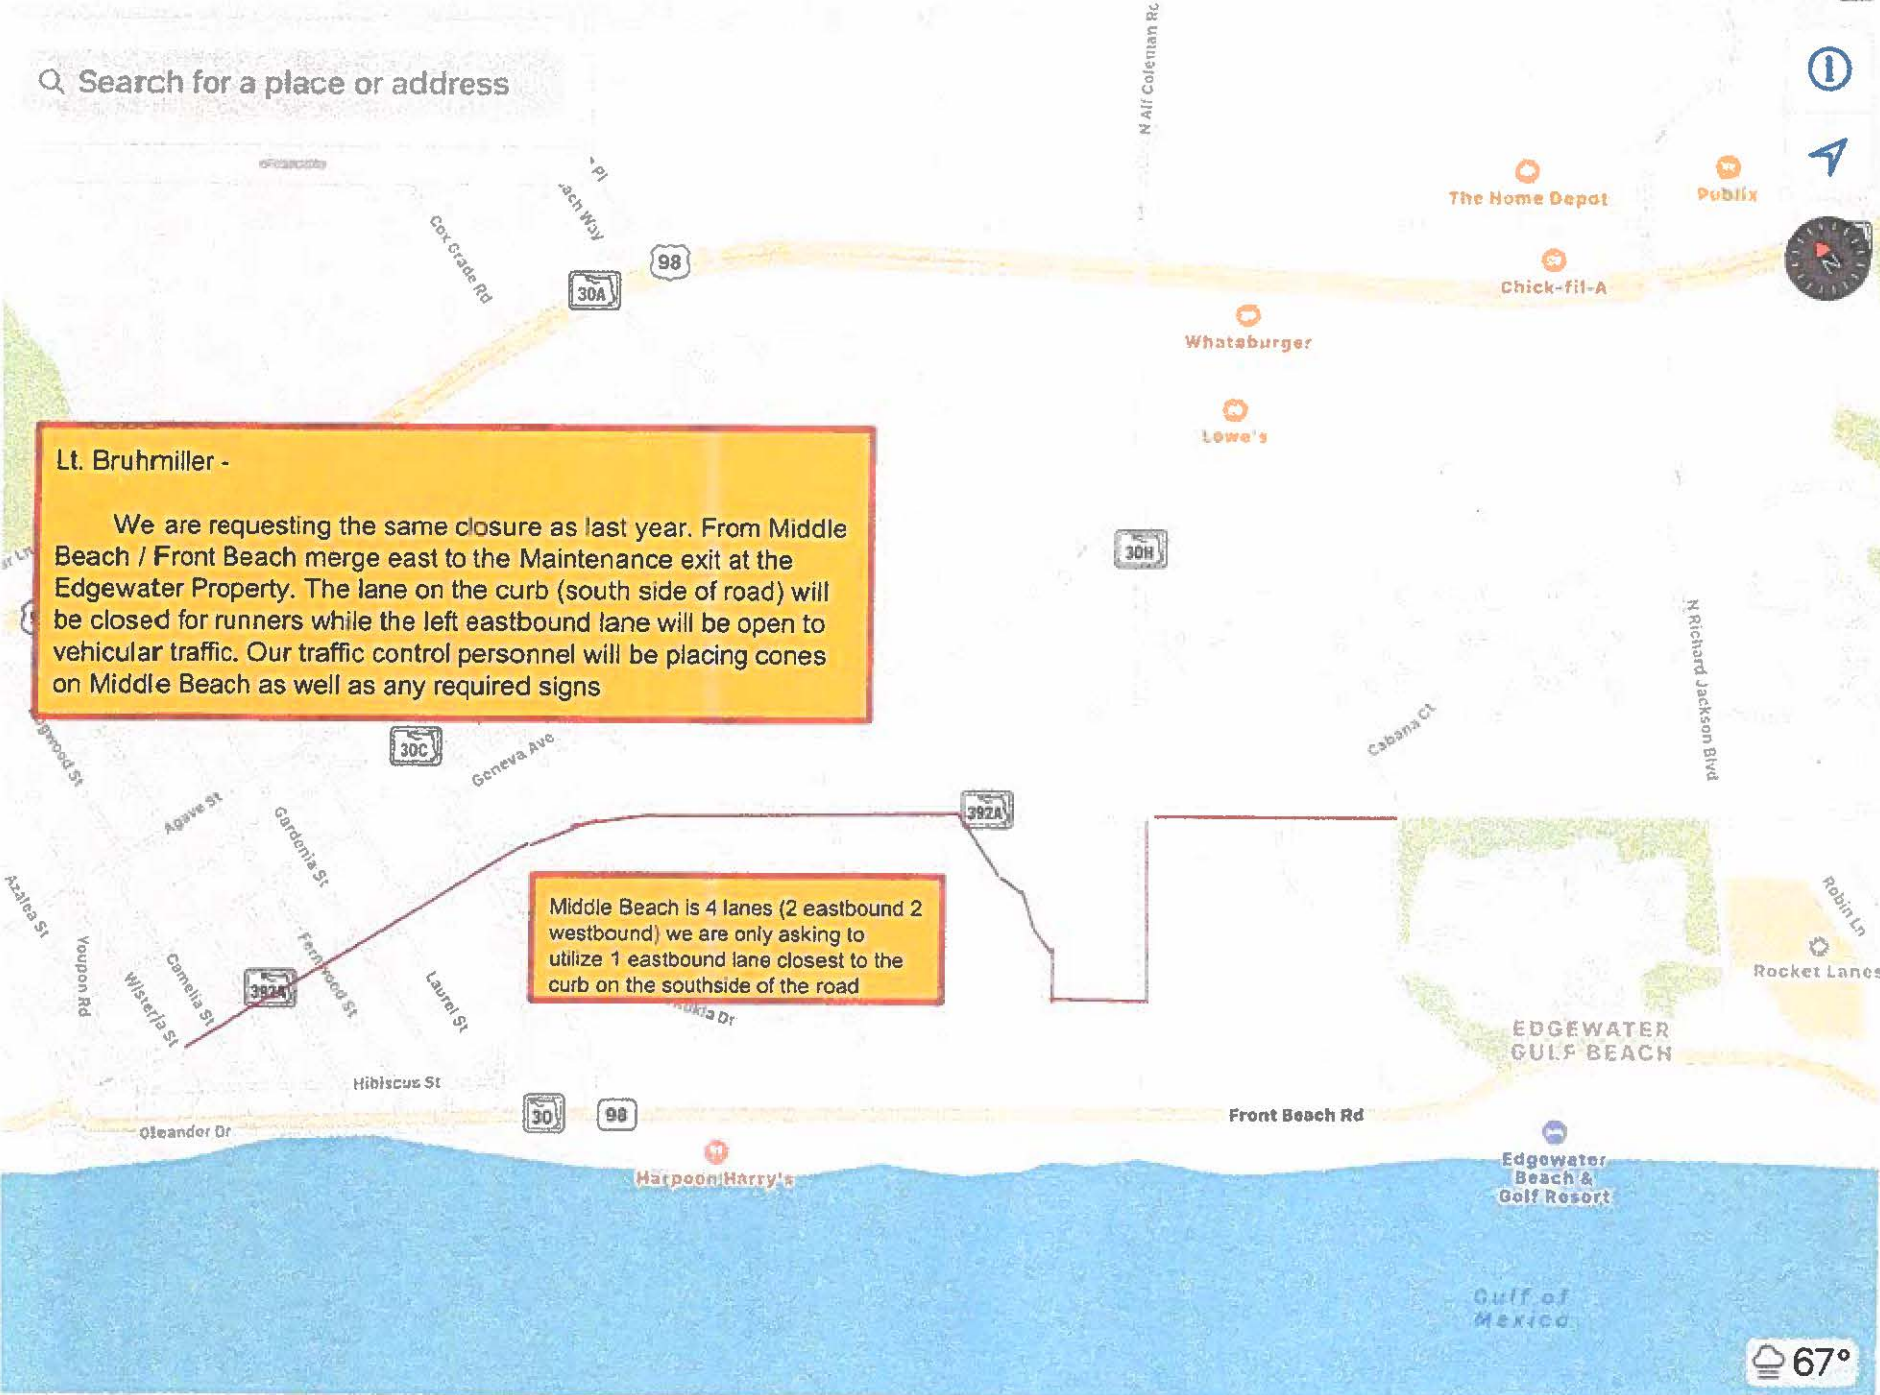 Search for a place or address
N Alf Coleman Rd
The Home Depot
Publix
Cox Grade Rd
98
30A
Chick-fil-A
Whataburger
Lowe's
Lt. Bruhmiller -
We are requesting the same closure as last year. From Middle
Beach / Front Beach merge east to the Maintenance exit at the
Edgewater Property. The lane on the curb (south side of road) will
be closed for runners while the left eastbound lane will be open to
vehicular traffic. Our traffic control personnel will be placing cones
on Middle Beach as well as any required signs
30H
N Richard Jackson Blvd
30C
Geneva Ave
Cabana Ct
Agave St
Gardenia St
392A
Azalea St
Youpon Rd
Wisteria St
Camelia St
392A
Fernwood St
Laurel St
Middle Beach is 4 lanes (2 eastbound 2
westbound) we are only asking to
utilize 1 eastbound lane closest to the
curb on the southside of the road
Robin Ln
Rocket Lanes
EDGEWATER
GULF BEACH
Hibiscus St
30
98
Front Beach Rd
Oleander Dr
Harpoon Harry's
Edgewater
Beach &
Golf Resort
Gulf of
Mexico
67°